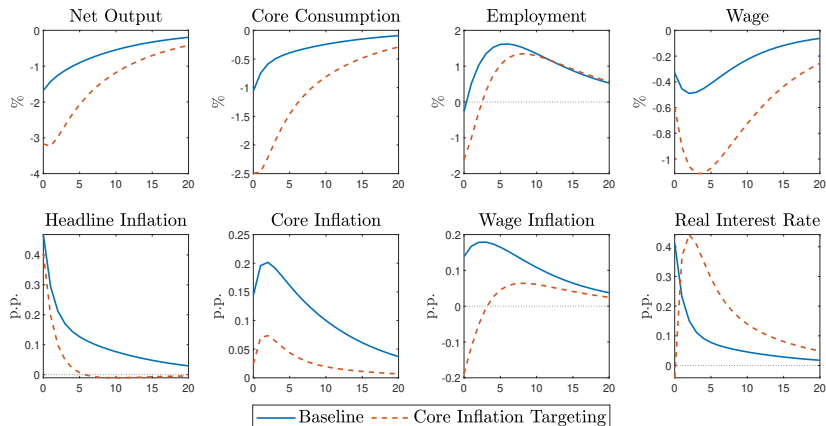 Net Output
Core Consumption
Employment
Wage
%
0
-1
-2
-3
-4
0 5 10 15 20
%
0
-0.5
-1
-1.5
-2
-2.5
0 5 10 15 20
%
2
1
0
-1
-2
0 5 10 15 20
%
0
-0.2
-0.4
-0.6
-0.8
-1
0 5 10 15 20
Headline Inflation
Core Inflation
Wage Inflation
Real Interest Rate
p.p.
0.4
0.3
0.2
0.1
0
0 5 10 15 20
0.25
0.2
0.15
0.1
0.05
0
0 5 10 15 20
p.p.
0.2
0.1
0
-0.1
-0.2
0 5 10 15 20
p.p.
0.4
0.3
0.2
0.1
0
0 5 10 15 20
Baseline
Core Inflation Targeting